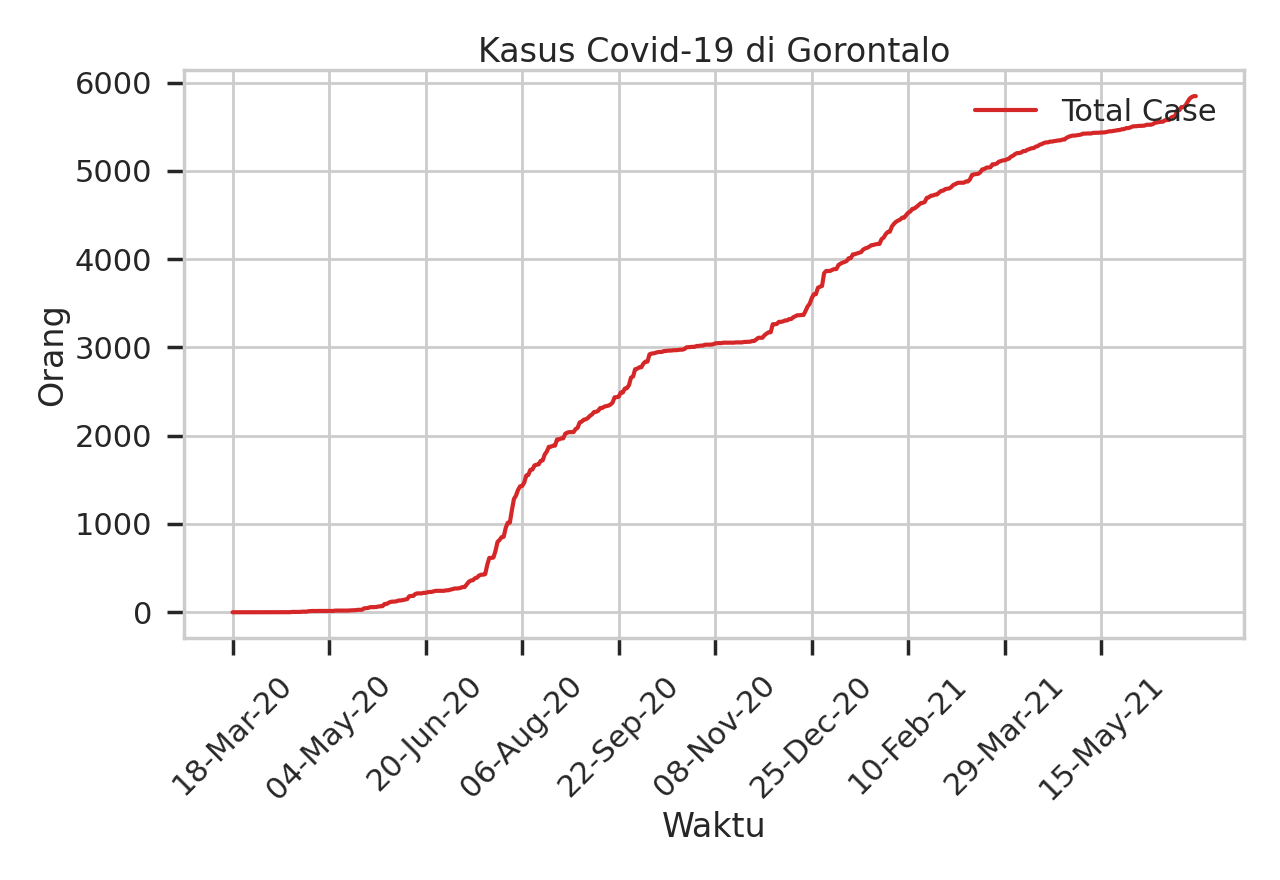 Kasus Covid-19 di Gorontalo
Total Case
6000
5000
4000
3000
2000
1000
0
Orang
18-Mar-20
04-May-20
20-Jun-20
06-Aug-20
22-Sep-20
08-Nov-20
25-Dec-20
10-Feb-21
29-Mar-21
15-May-21
Waktu